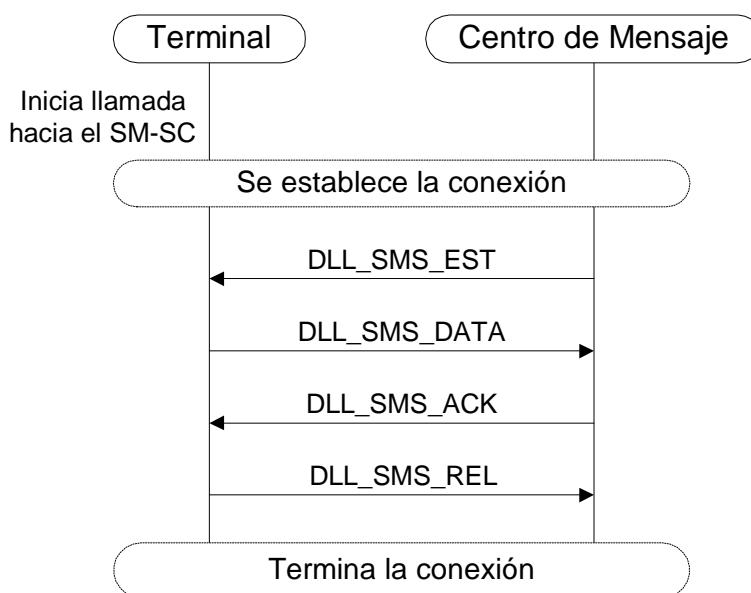 Terminal
Centro de Mensaje
Inicia llamada
hacia el SM-SC
Se establece la conexión
DLL_SMS_EST
DLL_SMS_DATA
DLL_SMS_ACK
DLL_SMS_REL
Termina la conexión